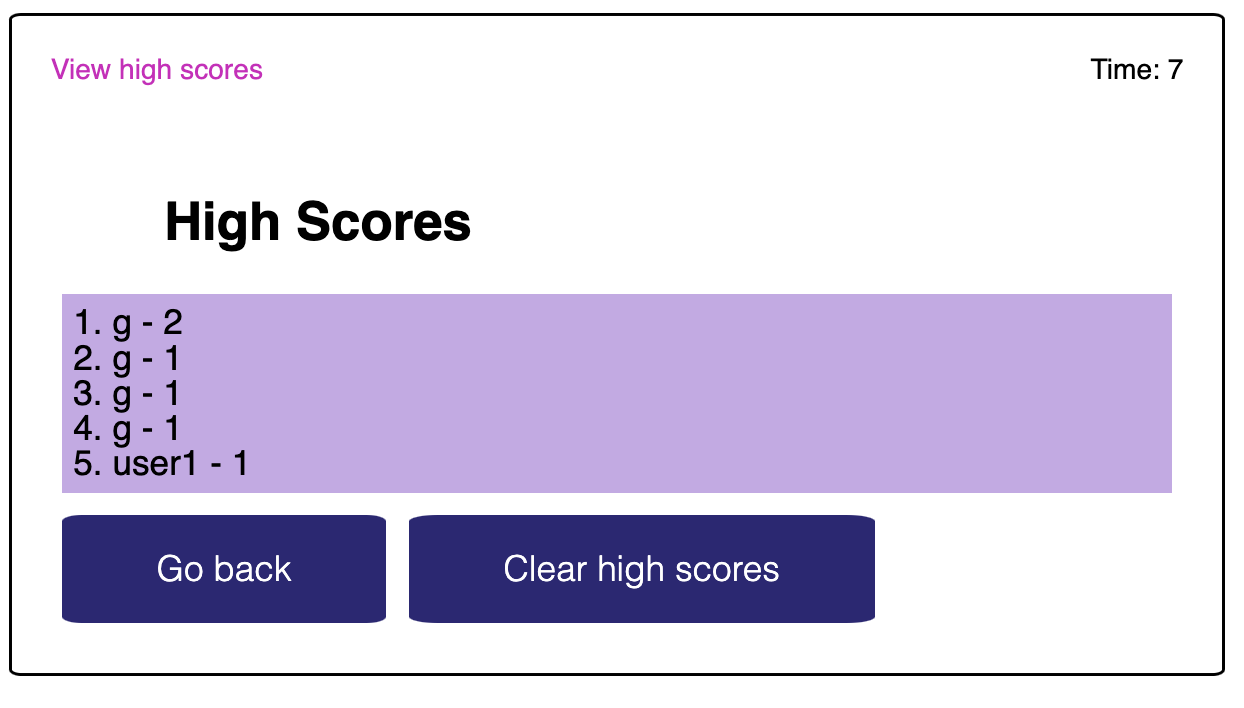 View high scores
Time: 7
High Scores
1. g - 2
2. g - 1
3. g - 1
4. g - 1
5. user1 - 1
Go back
Clear high scores